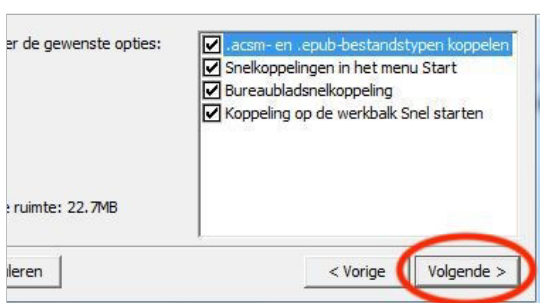 er de gewenste opties:
.acsm- en .epub-bestandstypen koppelen
Snelkoppelingen in het menu Start
Bureaubladsnelkoppeling
Koppeling op de werkbalk Snel starten
e ruimte: 22.7MB
uleren
< Vorige
Volgende >